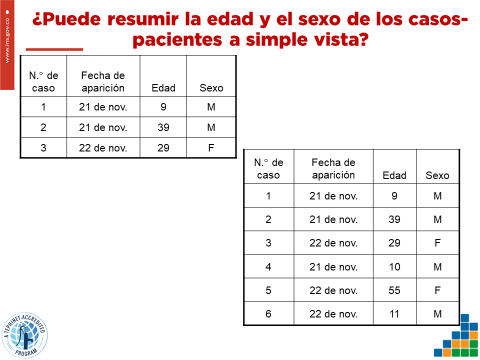 ¿Puede resumir la edad y el sexo de los casos-
pacientes a simple vista?
www.ins.gov.co
N.° de caso Fecha de aparición Edad Sexo
1 21 de nov. 9 M
2 21 de nov. 39 M
3 22 de nov. 29 F
N.° de caso Fecha de aparición Edad Sexo
1 21 de nov. 9 M
2 21 de nov. 39 M
3 22 de nov. 29 F
4 21 de nov. 10 M
5 22 de nov. 55 F
6 22 de nov. 11 M
A TEPHINET-ACCREDITED
PROGRAM